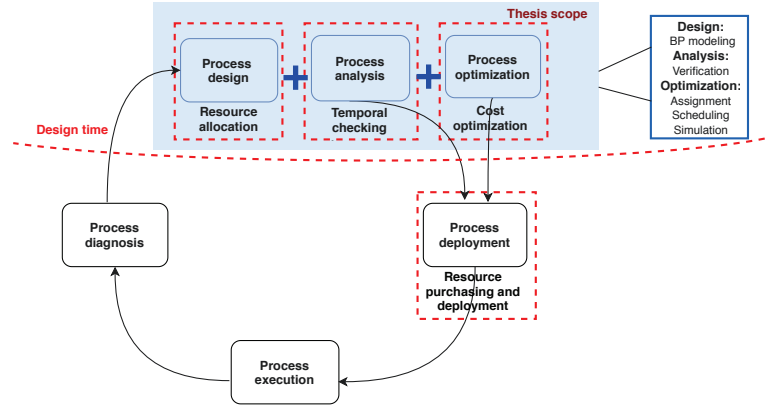 Thesis scope
Process
design
Process
analysis
Process
optimization
Resource
allocation
Temporal
checking
Cost
optimization
Design:
BP modeling
Analysis:
Verification
Optimization:
Assignment
Scheduling
Simulation
Design time
Process
diagnosis
Process
deployment
Resource
purchasing and
deployment
Process
execution